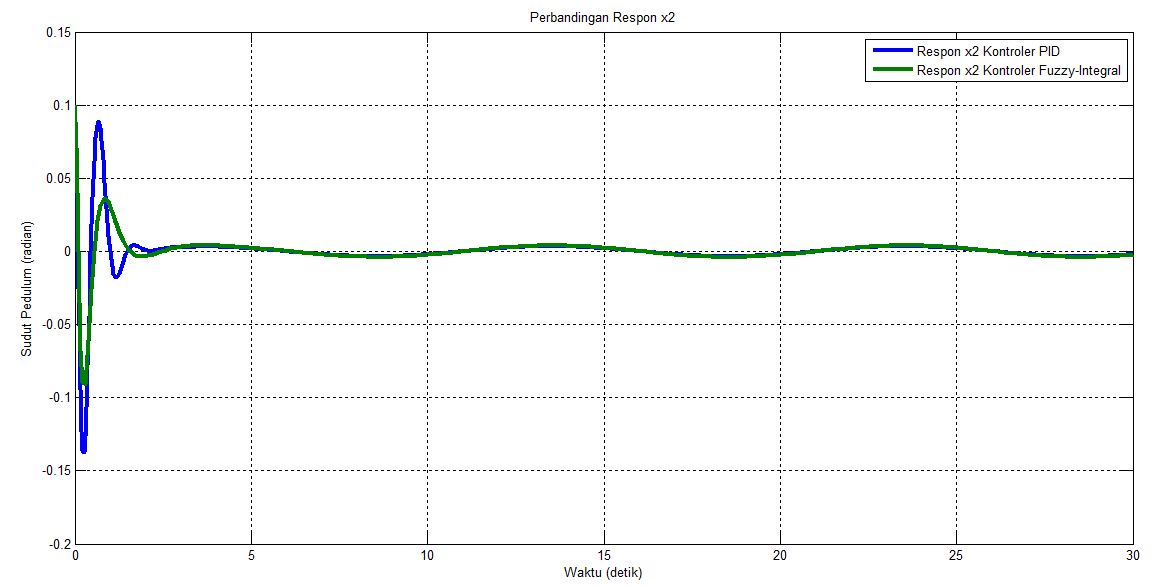 Perbandingan Respon x2
Respon x2 Kontroler PID
Respon x2 Kontroler Fuzzy-Integral
0.15
0.1
0.05
0
-0.05
-0.1
-0.15
-0.2
Sudut Pedulum (radian)
0 5 10 15 20 25 30
Waktu (detik)